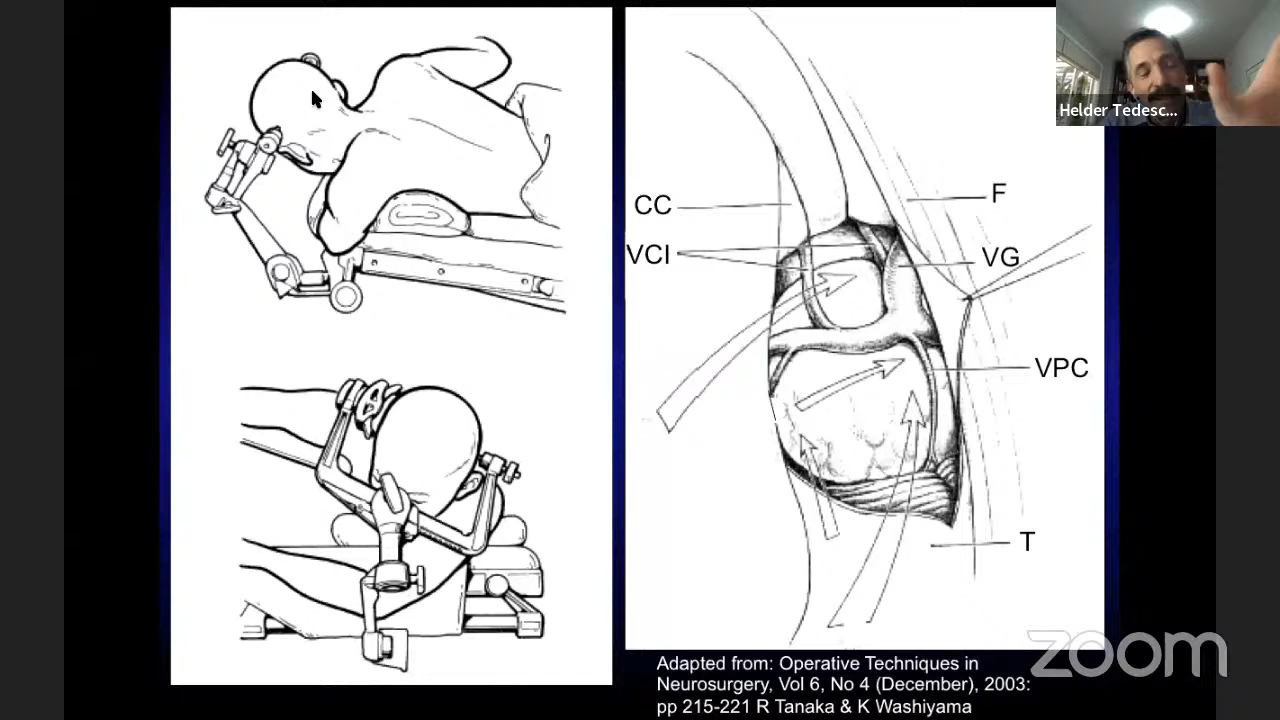 Helder Tedesc...
CC
F
VCI
VG
VPC
T
zoom
Adapted from: Operative Techniques in
Neurosurgery, Vol 6, No 4 (December), 2003:
pp 215-221 R Tanaka & K Washiyama